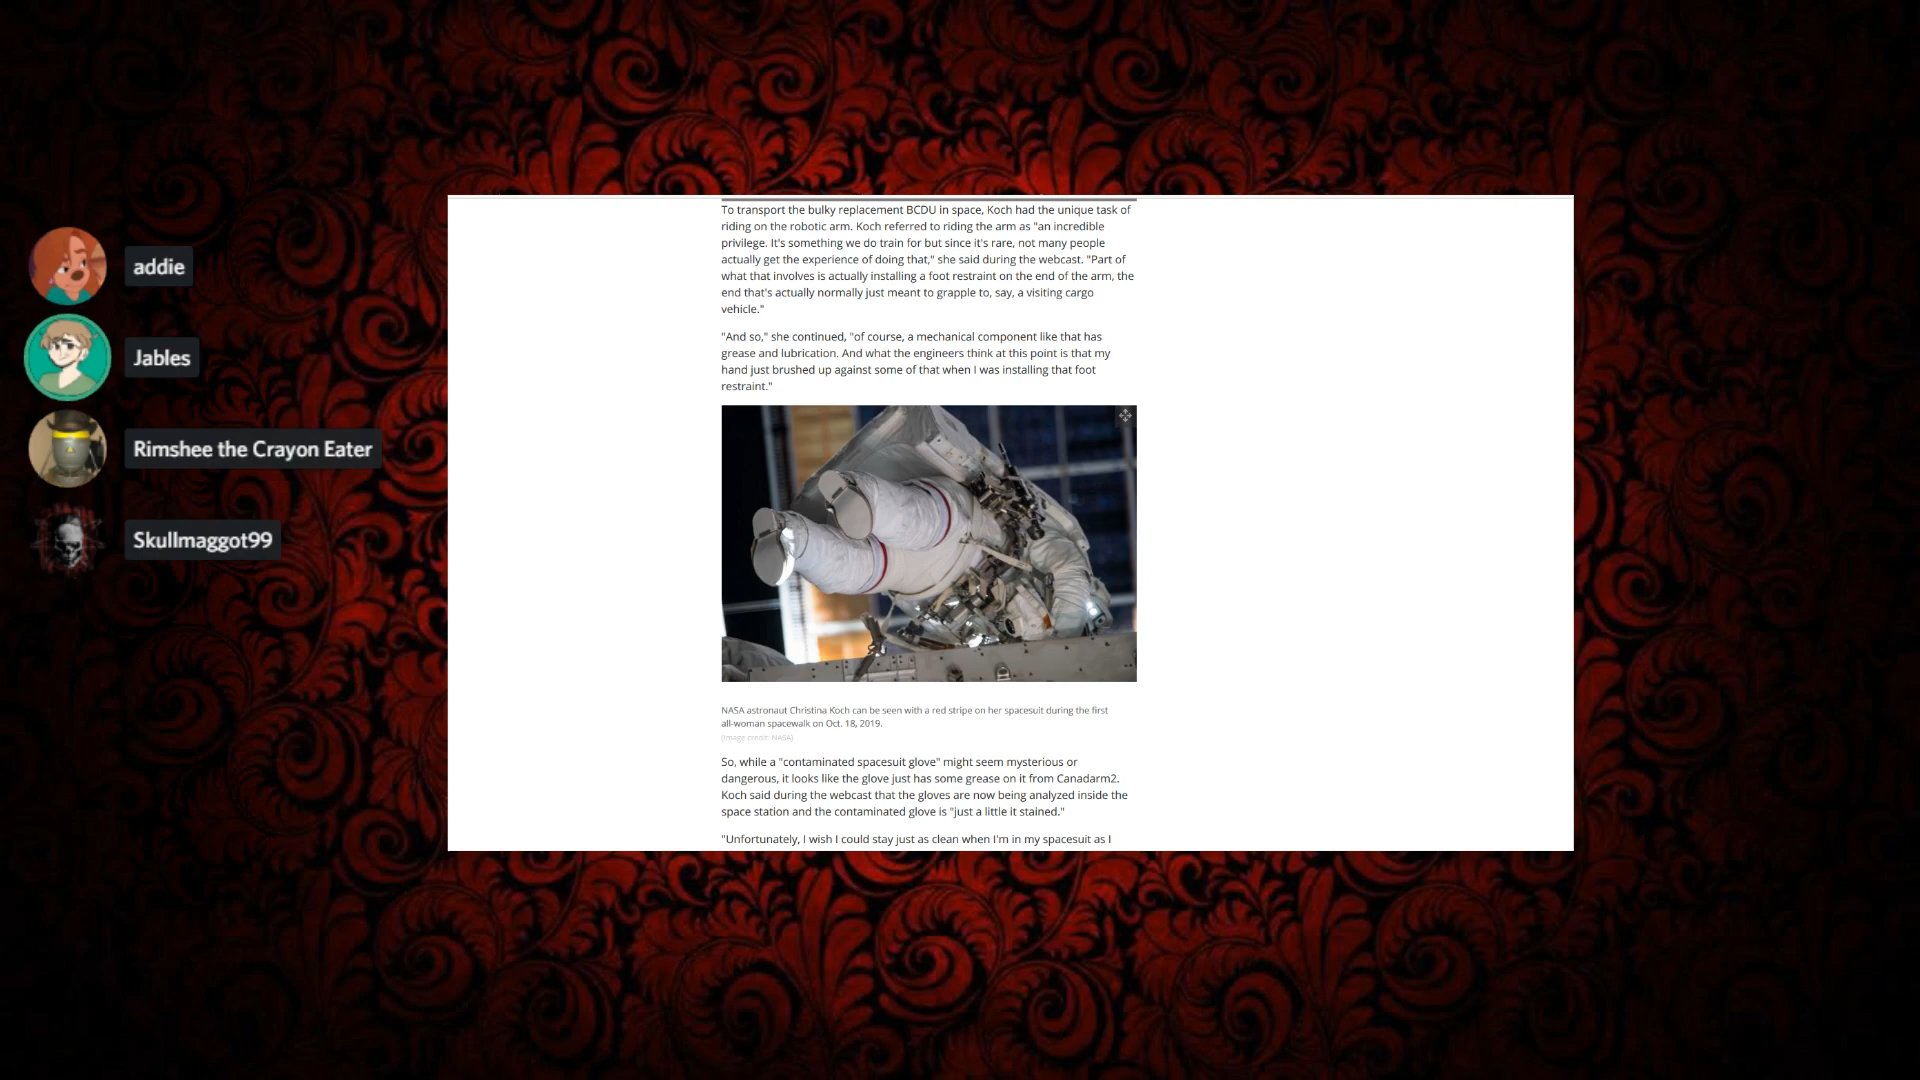 addie
Jables
Rimshee the Crayon Eater
Skullmaggot99
To transport the bulky replacement BCDU in space, Koch had the unique task of
riding on the robotic arm. Koch referred to riding the arm as "an incredible
privilege. It's something we do train for but since it's rare, not many people
actually get the experience of doing that," she said during the webcast. "Part of
what that involves is actually installing a foot restraint on the end of the arm, the
end that's actually normally just meant to grapple to, say, a visiting cargo
vehicle."
"And so," she continued, "of course, a mechanical component like that has
grease and lubrication. And what the engineers think at this point is that my
hand just brushed up against some of that when I was installing that foot
restraint."
NASA astronaut Christina Koch can be seen with a red stripe on her spacesuit during the first
all-woman spacewalk on Oct. 18, 2019.
(Image credit: NASA)
So, while a "contaminated spacesuit glove" might seem mysterious or
dangerous, it looks like the glove just has some grease on it from Canadarm2.
Koch said during the webcast that the gloves are now being analyzed inside the
space station and the contaminated glove is "just a little it stained."
"Unfortunately, I wish I could stay just as clean when I'm in my spacesuit as I